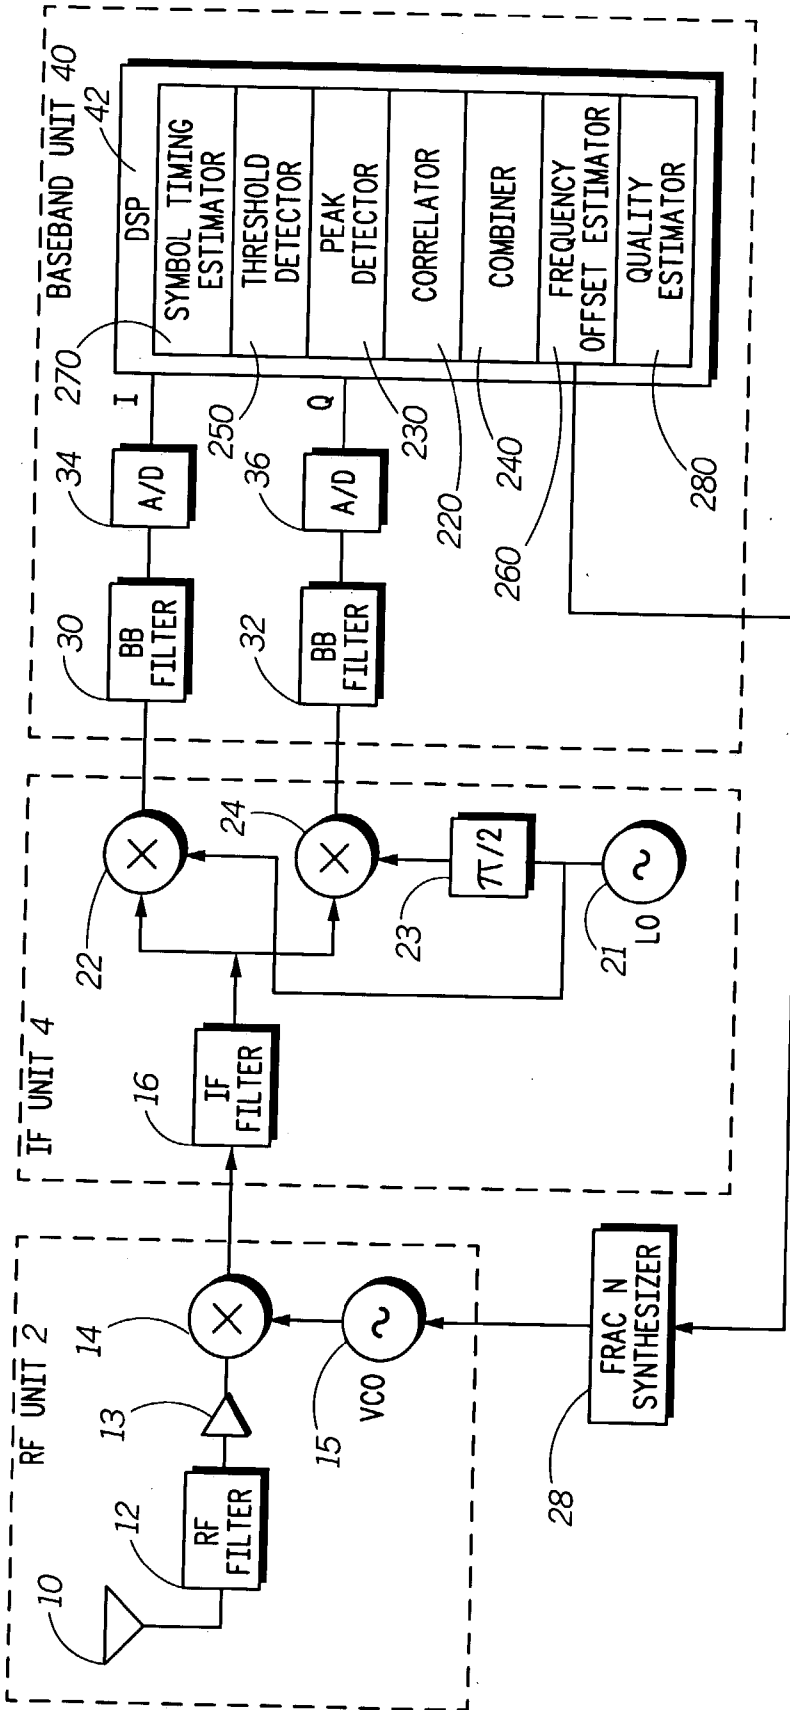 RF UNIT 2
10
12
RF
FILTER
13
14
15
VCO
28
FRAC N
SYNTHESIZER
IF UNIT 4
16
IF
FILTER
22
24
23
π/2
21
LO
BASEBAND UNIT 40
30
BB
FILTER
32
BB
FILTER
34
A/D
36
A/D
I
Q
42
DSP
270
SYMBOL TIMING
ESTIMATOR
250
THRESHOLD
DETECTOR
230
PEAK
DETECTOR
220
CORRELATOR
240
COMBINER
260
FREQUENCY
OFFSET ESTIMATOR
280
QUALITY
ESTIMATOR